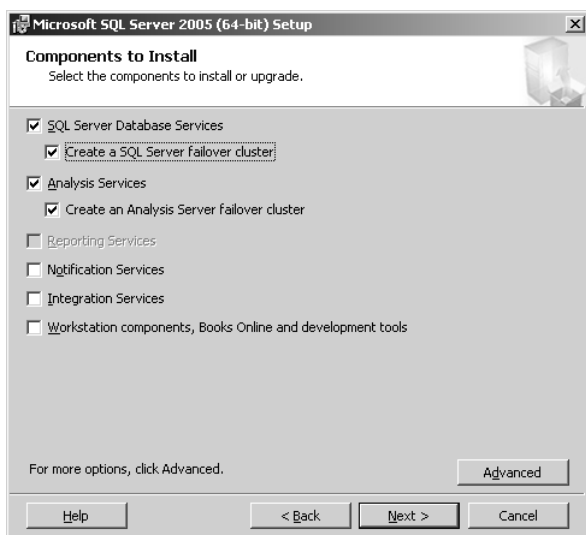 Microsoft SQL Server 2005 (64-bit) Setup
Components to Install
Select the components to install or upgrade.
SQL Server Database Services
Create a SQL Server failover cluster
Analysis Services
Create an Analysis Server failover cluster
Reporting Services
Notification Services
Integration Services
Workstation components, Books Online and development tools
For more options, click Advanced.
Advanced
Help
< Back
Next >
Cancel